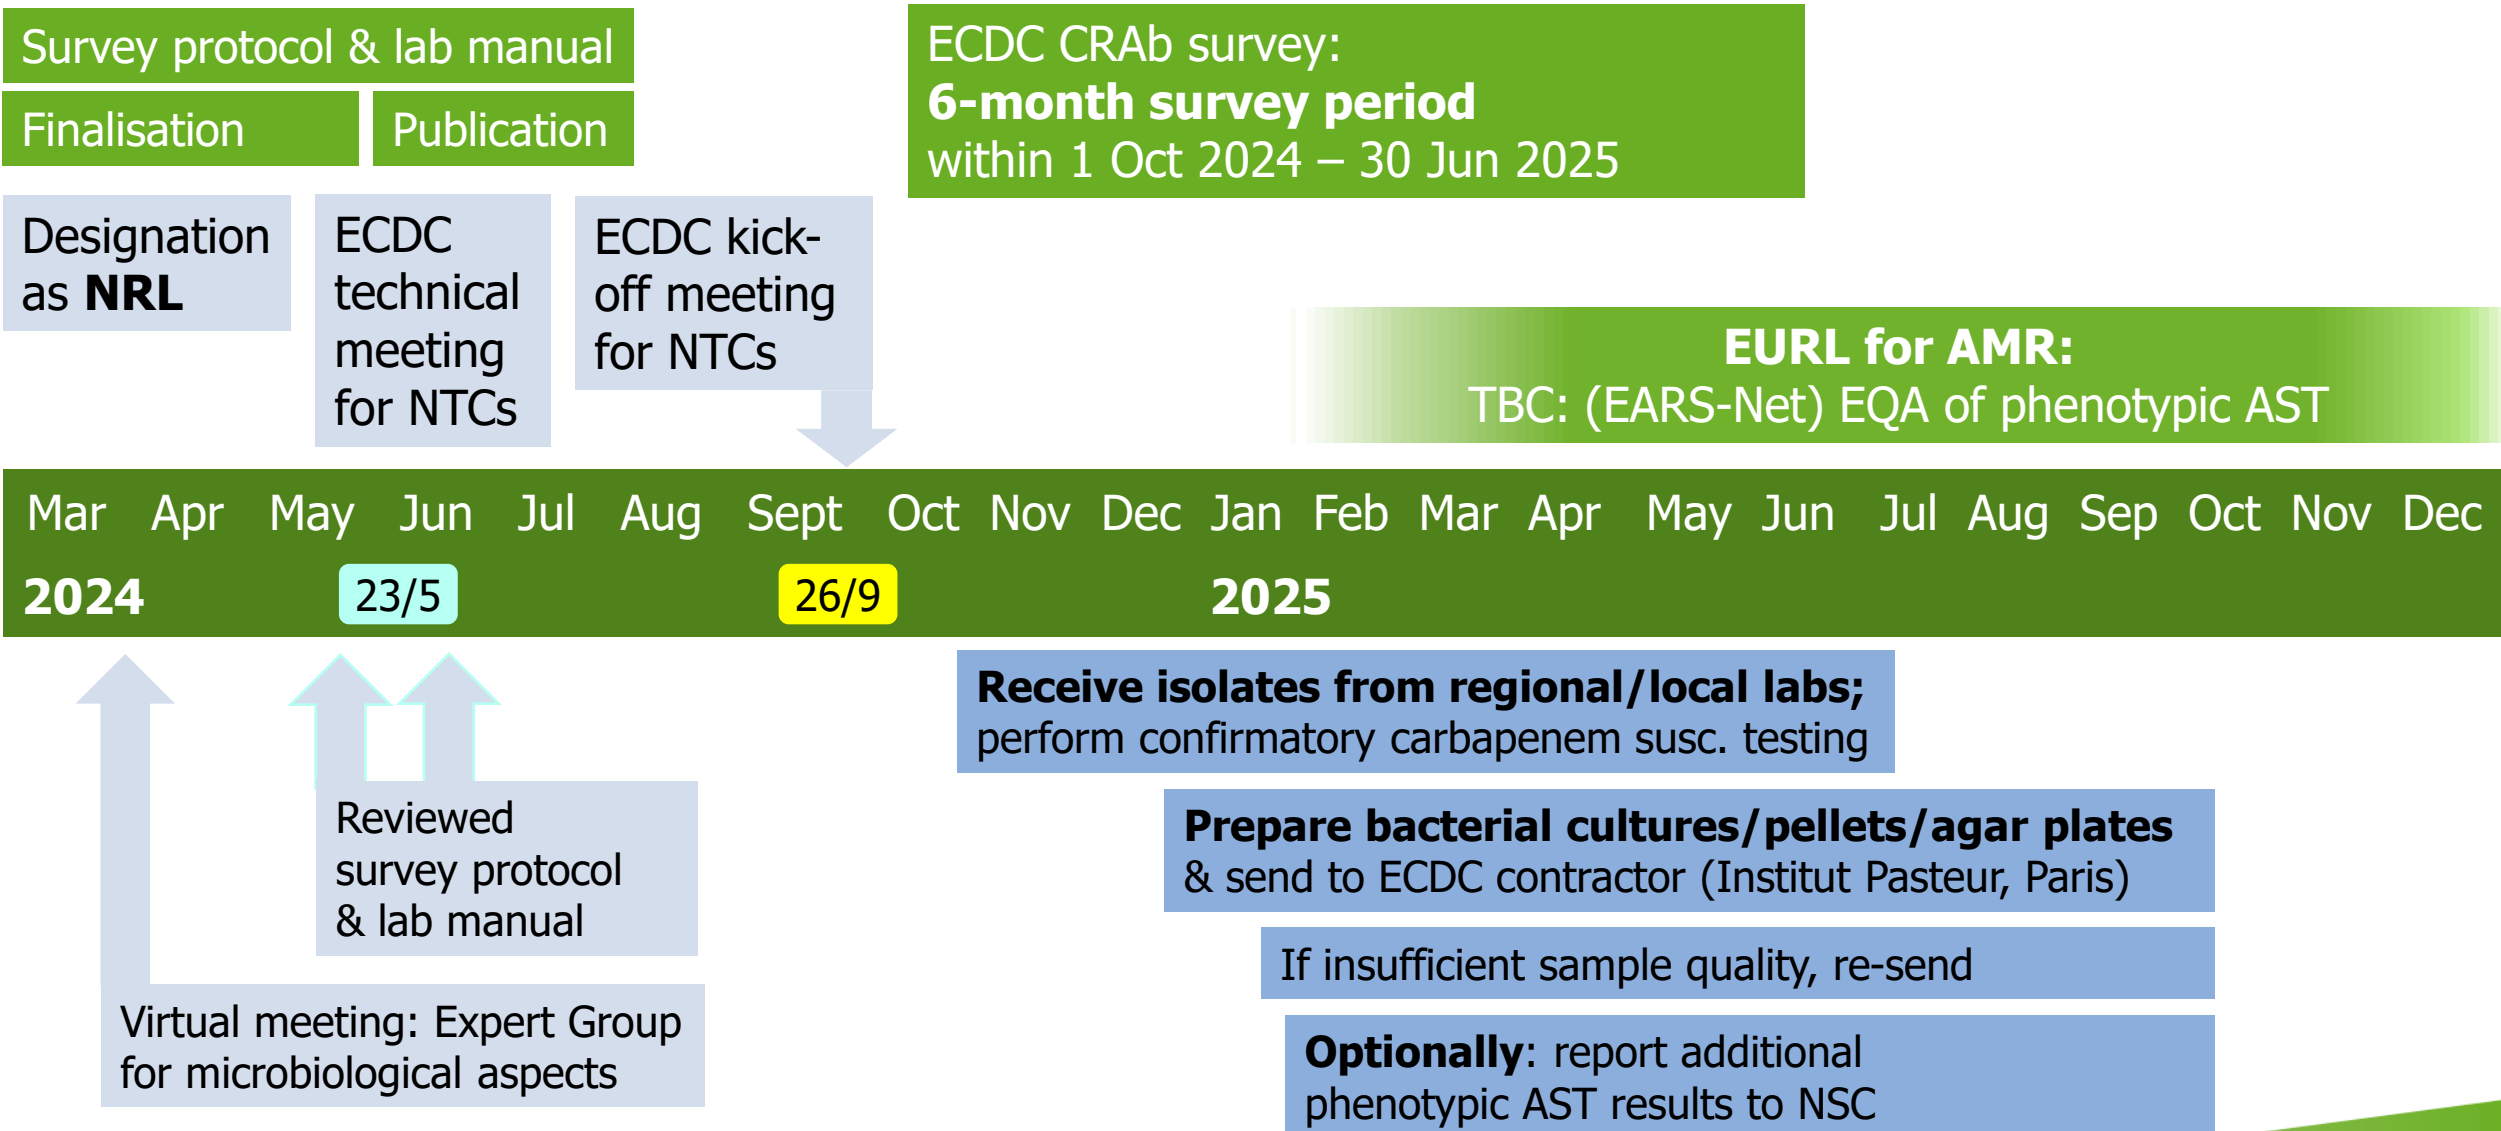 Survey protocol & lab manual
Finalisation
Publication
ECDC CRAb survey:
6-month survey period
within 1 Oct 2024 – 30 Jun 2025
Designation
as NRL
ECDC
technical
meeting
for NTCs
ECDC kick-
off meeting
for NTCs
EURL for AMR:
TBC: (EARS-Net) EQA of phenotypic AST
Mar Apr May Jun Jul Aug Sept Oct Nov Dec Jan Feb Mar Apr May Jun Jul Aug Sep Oct Nov Dec
2024 23/5 26/9 2025
Receive isolates from regional/local labs;
perform confirmatory carbapenem susc. testing
Reviewed
survey protocol
& lab manual
Prepare bacterial cultures/pellets/agar plates
& send to ECDC contractor (Institut Pasteur, Paris)
If insufficient sample quality, re-send
Virtual meeting: Expert Group
for microbiological aspects
Optionally: report additional
phenotypic AST results to NSC